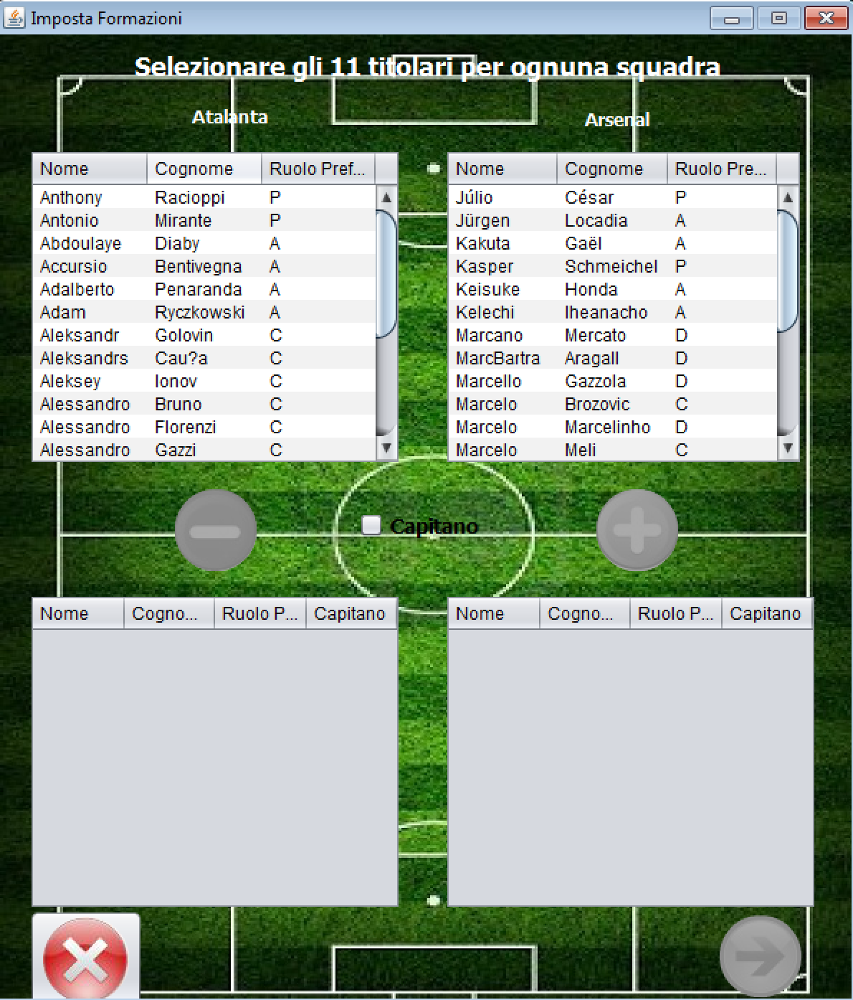 Imposta Formazioni
Selezionare gli 11 titolari per ognuna squadra
Atalanta
Arsenal
Nome Cognome Ruolo Pref...
Anthony Racioppi P
Antonio Mirante P
Abdoulaye Diaby A
Accursio Bentivegna A
Adalberto Penaranda A
Adam Ryczkowski A
Aleksandr Golovin C
Aleksandrs Cau?a C
Aleksey Ionov C
Alessandro Bruno C
Alessandro Florenzi C
Alessandro Gazzi C
Nome Cognome Ruolo Pre...
Júlio César P
Jürgen Locadia A
Kakuta Gaël A
Kasper Schmeichel P
Keisuke Honda A
Kelechi Iheanacho A
Marcano Mercato D
MarcBartra Aragall D
Marcello Gazzola D
Marcelo Brozovic C
Marcelo Marcelinho D
Marcelo Meli C
Capitano
Nome Cogno... Ruolo P... Capitano
Nome Cogno... Ruolo P... Capitano